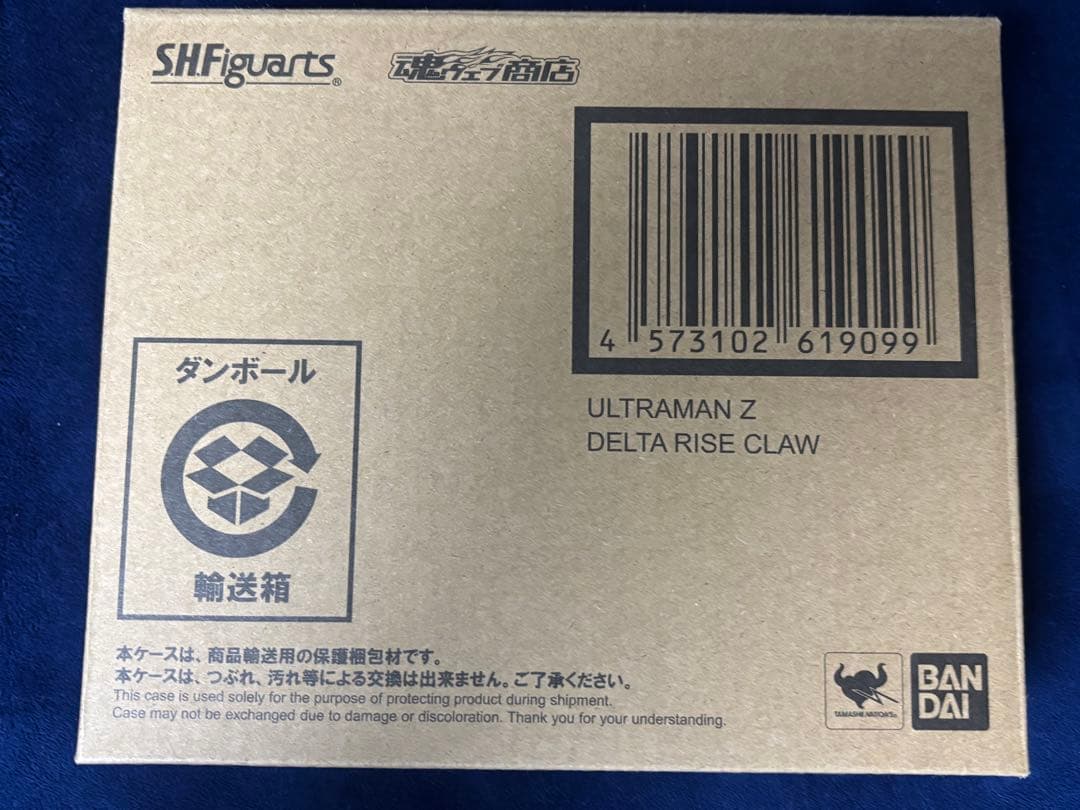 S.H.Figuarts®
魂ウェブ商店
4 573102 619099
ULTRAMAN Z
DELTA RISE CLAW
ダンボール
輸送箱
本ケースは、商品輸送用の保護梱包材です。
本ケースは、つぶれ、汚れ等による交換は出来ません。ご了承ください。
This case is used solely for the purpose of protecting product during shipment.
Case may not be exchanged due to damage or discoloration. Thank you for your understanding.
TAMASHII NATIONS
BAN
DAI